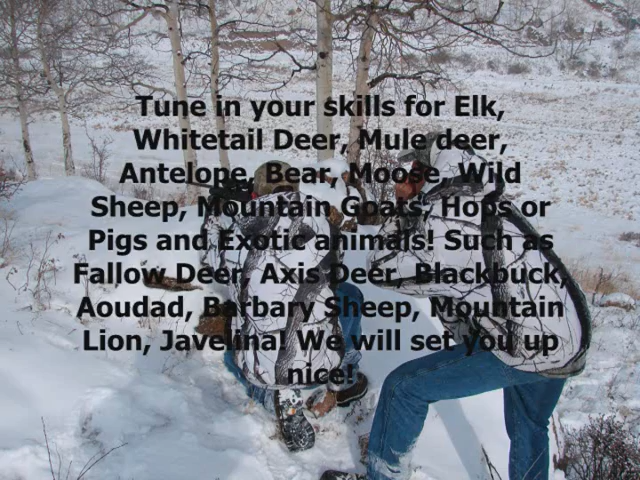 Tune in your skills for Elk,
Whitetail Deer, Mule deer,
Antelope, Bear, Moose, Wild
Sheep, Mountain Goats, Hops or
Pigs and Exotic animals! Such as
Fallow Deer, Axis Deer, Blackbuck,
Aoudad, Barbary Sheep, Mountain
Lion, Javelina! We will set you up
nice!